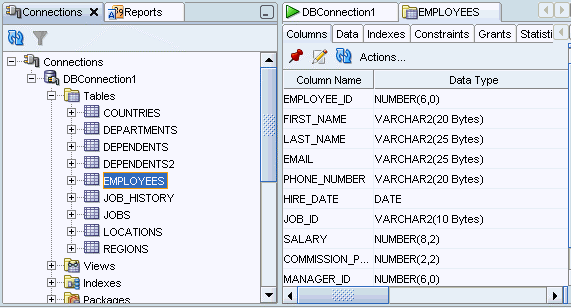 Connections
Reports
Connections
DBConnection1
Tables
COUNTRIES
DEPARTMENTS
DEPENDENTS
DEPENDENTS2
EMPLOYEES
JOB_HISTORY
JOBS
LOCATIONS
REGIONS
Views
Indexes
Packages
DBConnection1 EMPLOYEES
Columns Data Indexes Constraints Grants Statisti
Actions...
Column Name Data Type
EMPLOYEE_ID NUMBER(6,0)
FIRST_NAME VARCHAR2(20 Bytes)
LAST_NAME VARCHAR2(25 Bytes)
EMAIL VARCHAR2(25 Bytes)
PHONE_NUMBER VARCHAR2(20 Bytes)
HIRE_DATE DATE
JOB_ID VARCHAR2(10 Bytes)
SALARY NUMBER(8,2)
COMMISSION_P... NUMBER(2,2)
MANAGER_ID NUMBER(6,0)